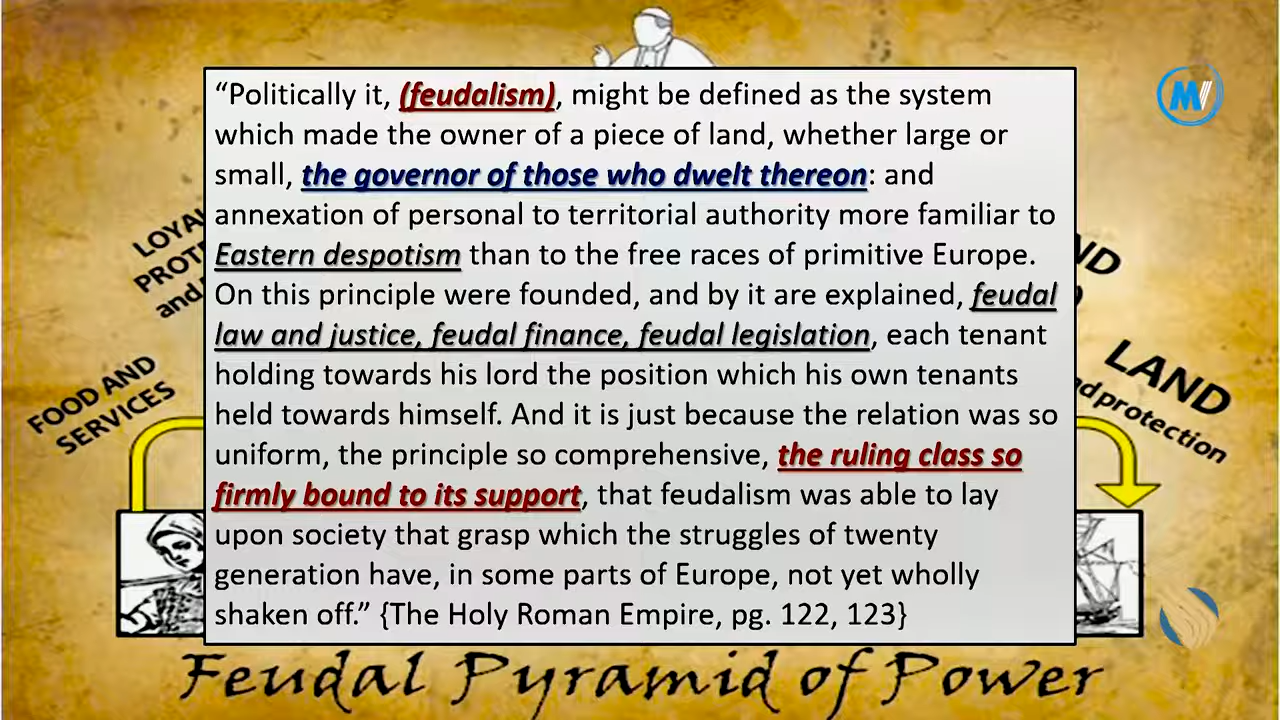 “Politically it, (feudalism), might be defined as the system
which made the owner of a piece of land, whether large or
small, the governor of those who dwelt thereon: and
annexation of personal to territorial authority more familiar to
Eastern despotism than to the free races of primitive Europe.
On this principle were founded, and by it are explained, feudal
law and justice, feudal finance, feudal legislation, each tenant
holding towards his lord the position which his own tenants
held towards himself. And it is just because the relation was so
uniform, the principle so comprehensive, the ruling class so
firmly bound to its support, that feudalism was able to lay
upon society that grasp which the struggles of twenty
generation have, in some parts of Europe, not yet wholly
shaken off.” {The Holy Roman Empire, pg. 122, 123}
FOOD AND
SERVICES
LAND
protection
Feudal Pyramid of Power